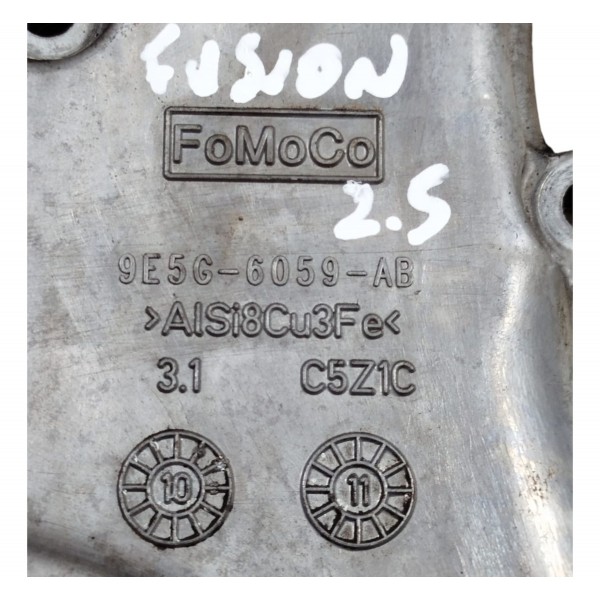 FUSION
FoMoCo
2.5
9E5G-6059-AB
>AlSi8Cu3Fe<
3.1 C5Z1C
10 11